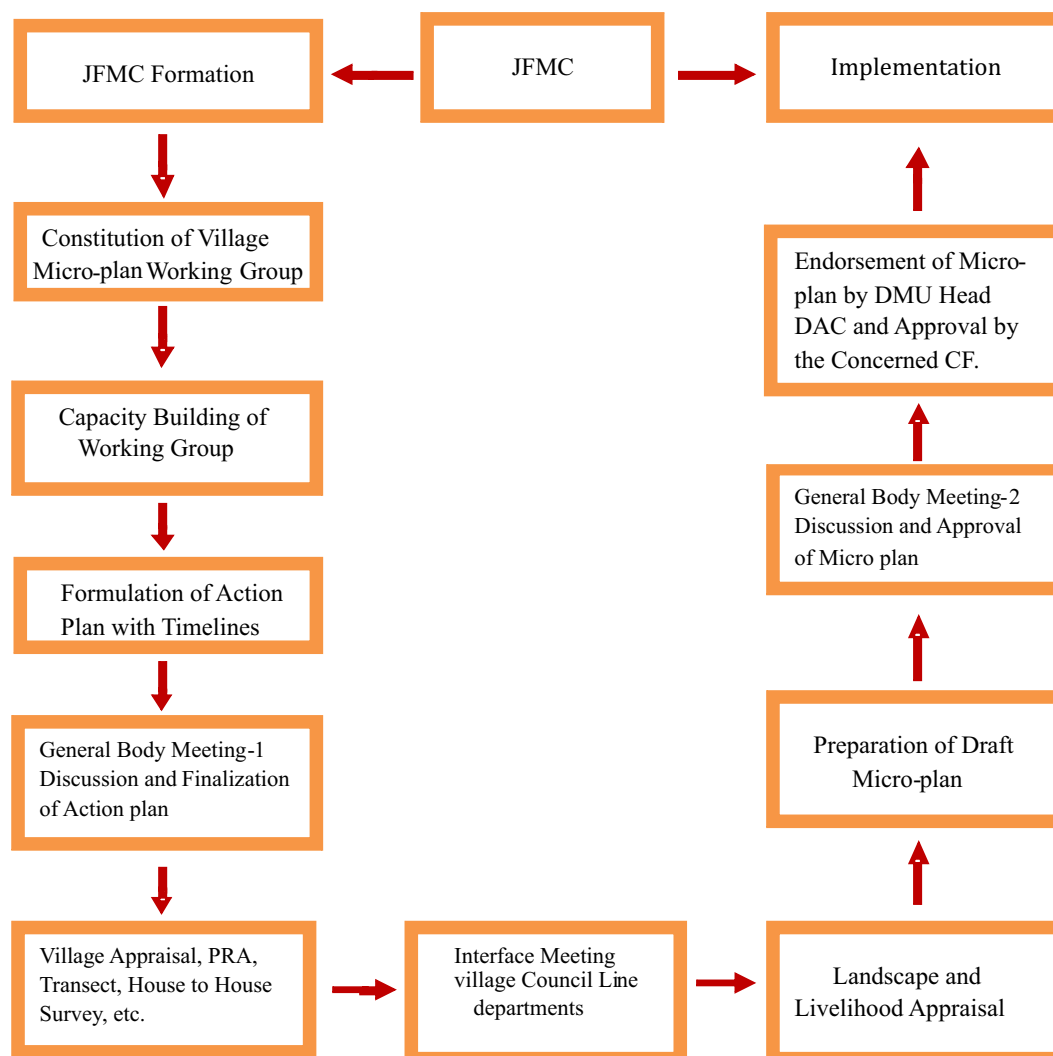 JFMC Formation
JFMC
Implementation
Constitution of Village
Micro-plan Working Group
Capacity Building of
Working Group
Formulation of Action
Plan with Timelines
General Body Meeting-1
Discussion and Finalization
of Action plan
Village Appraisal, PRA,
Transect, House to House
Survey, etc.
Interface Meeting
village Council Line
departments
Landscape and
Livelihood Appraisal
Preparation of Draft
Micro-plan
General Body Meeting-2
Discussion and Approval
of Micro plan
Endorsement of Micro-
plan by DMU Head
DAC and Approval by
the Concerned CF.